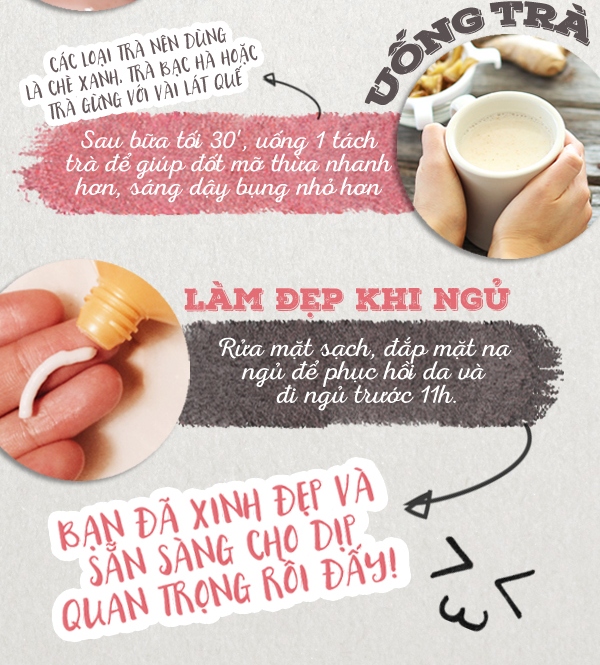 UỐNG TRÀ
CÁC LOẠI TRÀ NÊN DÙNG
LÀ CHÈ XANH, TRÀ BẠC HÀ HOẶC
TRÀ GỪNG VỚI VÀI LÁT QUẾ
Sau bữa tối 30', uống 1 tách
trà để giúp đốt mỡ thừa nhanh
hơn, sáng dậy bụng nhỏ hơn
LÀM ĐẸP KHI NGỦ
Rửa mặt sạch, đắp mặt nạ
ngủ để phục hồi da và
đi ngủ trước 11h.
BẠN ĐÃ XINH ĐẸP VÀ
SẴN SÀNG CHO DỊP
QUAN TRỌNG RỒI ĐẤY!